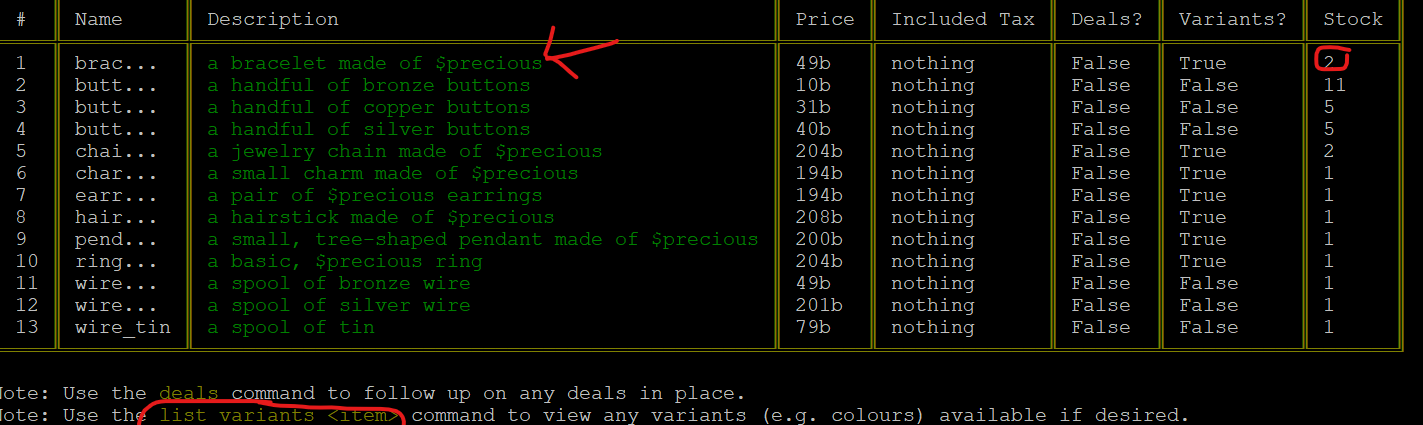 # Name Description Price Included Tax Deals? Variants? Stock
1 brac... a bracelet made of $precious 49b nothing False True 2
2 butt... a handful of bronze buttons 10b nothing False False 11
3 butt... a handful of copper buttons 31b nothing False False 5
4 butt... a handful of silver buttons 40b nothing False False 5
5 chai... a jewelry chain made of $precious 204b nothing False True 2
6 char... a small charm made of $precious 194b nothing False True 1
7 earr... a pair of $precious earrings 194b nothing False True 1
8 hair... a hairstick made of $precious 208b nothing False True 1
9 pend... a small, tree-shaped pendant made of $precious 200b nothing False True 1
10 ring... a basic, $precious ring 204b nothing False True 1
11 wire... a spool of bronze wire 49b nothing False False 1
12 wire... a spool of silver wire 201b nothing False False 1
13 wire_tin a spool of tin 79b nothing False False 1
Note: Use the deals command to follow up on any deals in place.
Note: Use the list variants <item> command to view any variants (e.g. colours) available if desired.